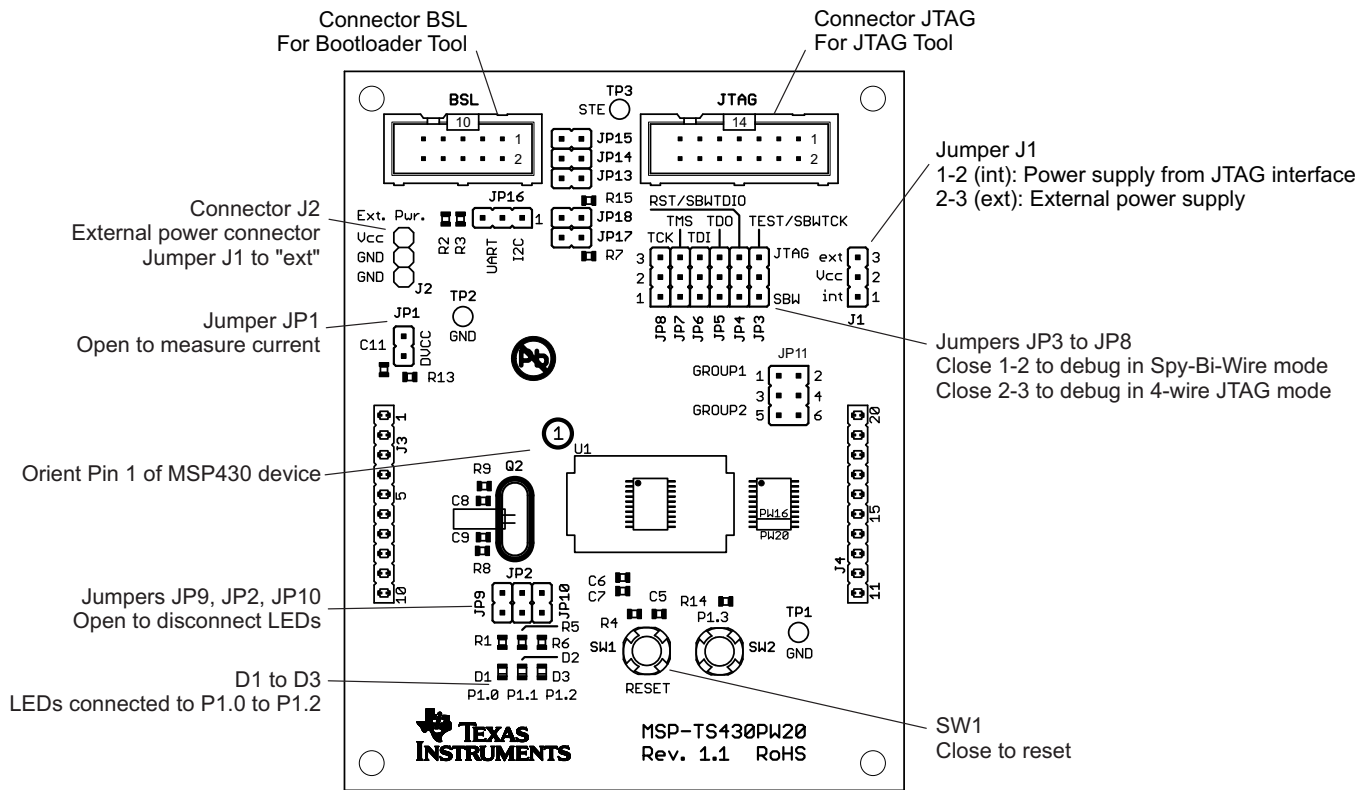 Connector BSL
For Bootloader Tool
Connector JTAG
For JTAG Tool
BSL
10
1
2
TP3
STE
JTAG
14
1
2
JP15
JP14
JP13
R15
JP16
1
R2
R3
UART
I2C
JP18
JP17
R7
RST/SBWTDIO
TMS
TDO
TEST/SBWTCK
TCK
TDI
3
2
1
JTAG
SBW
JP8
JP7
JP6
JP5
JP4
JP3
Jumper J1
1-2 (int): Power supply from JTAG interface
2-3 (ext): External power supply
ext
3
Vcc
2
int
1
J1
Connector J2
External power connector
Jumper J1 to "ext"
Ext. Pwr.
Vcc
GND
GND
J2
TP2
GND
Jumper JP1
Open to measure current
JP1
C11
DVCC
R13
Pb
Jumpers JP3 to JP8
Close 1-2 to debug in Spy-Bi-Wire mode
Close 2-3 to debug in 4-wire JTAG mode
JP11
GROUP1
1
2
3
4
GROUP2
5
6
1
J3
5
10
20
15
J4
11
Orient Pin 1 of MSP430 device
1
U1
PW16
PW20
R9
Q2
C8
C9
R8
Jumpers JP9, JP2, JP10
Open to disconnect LEDs
JP2
JP9
JP10
R5
R1
R6
D2
D1
D3
P1.0 P1.1 P1.2
D1 to D3
LEDs connected to P1.0 to P1.2
C6
C7
C5
R4
R14
P1.3
SW1
SW2
RESET
TP1
GND
SW1
Close to reset
TEXAS
INSTRUMENTS
MSP-TS430PW20
Rev. 1.1 RoHS